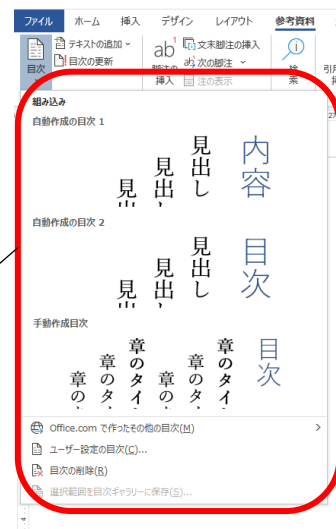 ファイル ホーム 挿入 デザイン レイアウト 参考資料
目次
テキストの追加
目次の更新
ab
挿入
文末脚注の挿入
次の脚注
注の表示
索
組み込み
自動作成の目次 1
内容
見出し
見出し
見出
自動作成の目次 2
目次
見出し
見出し
見出
手動作成目次
目次
章のタイ
章のタ
章の
章のタイ
章のタ
章の
Office.com で作ったその他の目次(M)
ユーザー設定の目次(C)...
目次の削除(R)
選択範囲を目次ギャラリーに保存(S)...